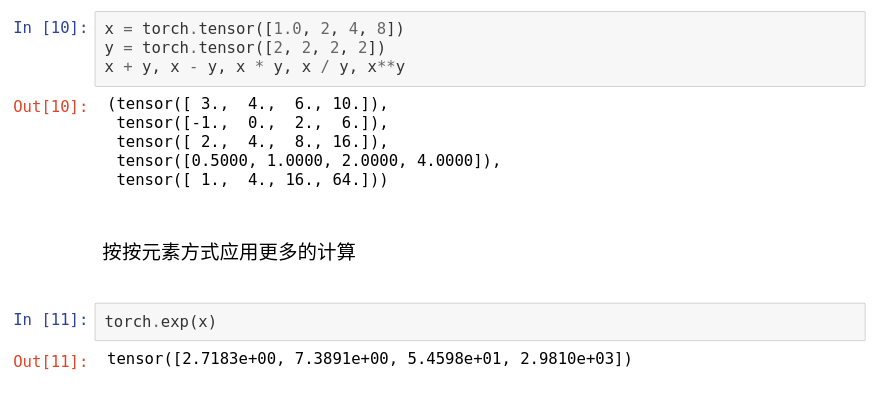 In [10]: x = torch.tensor([1.0, 2, 4, 8])
y = torch.tensor([2, 2, 2, 2])
x + y, x - y, x * y, x / y, x**y
Out[10]: (tensor([ 3.,  4.,  6., 10.]),
tensor([-1.,  0.,  2.,  6.]),
tensor([ 2.,  4.,  8., 16.]),
tensor([0.5000, 1.0000, 2.0000, 4.0000]),
tensor([ 1.,  4., 16., 64.]))
按按元素方式应用更多的计算
In [11]: torch.exp(x)
Out[11]: tensor([2.7183e+00, 7.3891e+00, 5.4598e+01, 2.9810e+03])